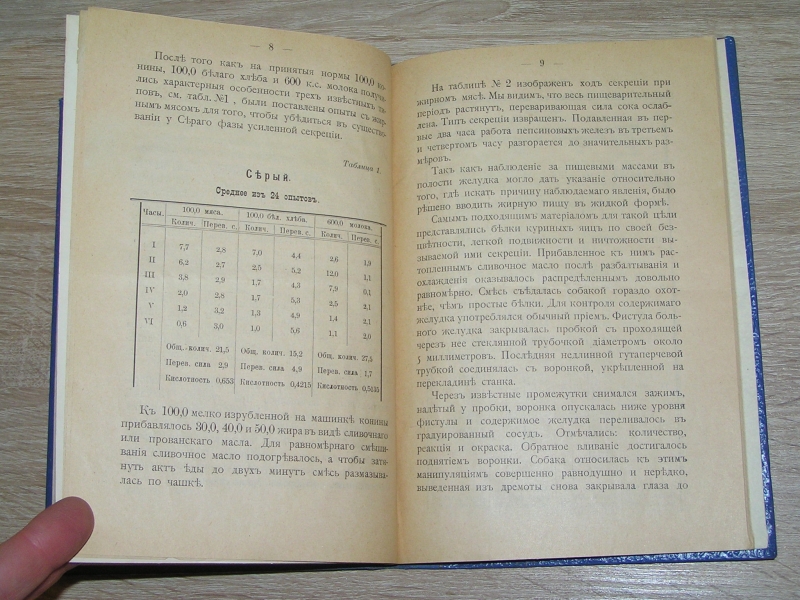 — 8 —
Послѣ того какъ на принятыя нормы 100,0 ко-
нины, 100,0 бѣлаго хлѣба и 600 к.с. молока получи-
лись характерныя особенности трехъ извѣстныхъ ти-
повъ, см. табл. №1 , были поставлены опыты съ жир-
нымъ мясомъ для того, чтобы убѣдиться въ существо-
ваніи у Сѣраго фазы усиленной секреціи.
Таблица 1.
Сѣрый.
Среднее изъ 24 опытовъ.
Часы. 100,0 мяса. 100,0 бѣл. хлѣба. 600,0 молока.
Колич. Перев. с. Колич. Перев. с. Колич. Перев. с.
I 7,7 2,8 7,0 4,4 2,6 1,9
II 6,2 2,7 2,5 5,2 12,0 1,1
III 3,8 2,9 1,7 4,3 7,9 0,1
IV 2,0 2,8 1,7 5,3 2,5 2,1
V 1,2 3,2 1,3 4,9 1,4 2,1
VI 0,6 3,0 1,0 5,6 1,1 2,0
Общ. колич. 21,5 Общ. колич. 15,2 Общ. колич. 27,5
Перев. сила 2,9 Перев. сила 4,9 Перев. сила 1,7
Кислотность 0,653 Кислотность 0,4215 Кислотность 0,5135
Къ 100,0 мелко изрубленной на машинкѣ конины
прибавлялось 30,0, 40,0 и 50,0 жира въ видѣ сливочнаго
или прованскаго масла. Для равномѣрнаго смѣши-
ванія сливочное масло подогрѣвалось, а чтобы затя-
нуть актъ ѣды до двухъ минутъ смѣсь размазыва-
лась по чашкѣ.
— 9 —
На таблицѣ № 2 изображенъ ходъ секреціи при
жирномъ мясѣ. Мы видимъ, что весь пищеварительный
періодъ растянутъ, переваривающая сила сока ослаб-
лена. Типъ секреціи извращенъ. Подавленная въ пер-
вые два часа работа пепсиновыхъ железъ въ третьемъ
и четвертомъ часу разгорается до значительныхъ раз-
мѣровъ.
Такъ какъ наблюденіе за пищевыми массами въ
полости желудка могло дать указаніе относительно
того, гдѣ искать причину наблюдаемаго явленія, было
рѣшено вводить жирную пищу въ жидкой формѣ.
Самымъ подходящимъ матеріаломъ для такой цѣли
представлялись бѣлки куриныхъ яицъ по своей без-
цвѣтности, легкой подвижности и ничтожности вы-
зываемой ими секреціи. Прибавленное къ нимъ рас-
топленнымъ сливочное масло послѣ разбалтыванія и
охлажденія оказывалось распредѣленнымъ довольно
равномѣрно. Смѣсь съѣдалась собакой гораздо охот-
нѣе, чѣмъ простые бѣлки. Для контроля содержимаго
желудка употреблялся обычный пріемъ. Фистула боль-
ного желудка закрывалась пробкой съ проходящей
черезъ нее стеклянной трубочкой діаметромъ около
5 миллиметровъ. Послѣдняя недлинной гутаперчевой
трубкой соединялась съ воронкой, укрѣпленной на
перекладинѣ станка.
Черезъ извѣстные промежутки снимался зажимъ,
надѣтый у пробки, воронка опускалась ниже уровня
фистулы и содержимое желудка переливалось въ
градуированный сосудъ. Отмѣчались: количество,
реакція и окраска. Обратное вливаніе достигалось
поднятіемъ воронки. Собака относилась къ этимъ
манипуляціямъ совершенно равнодушно и нерѣдко,
выведенная изъ дремоты снова закрывала глаза до